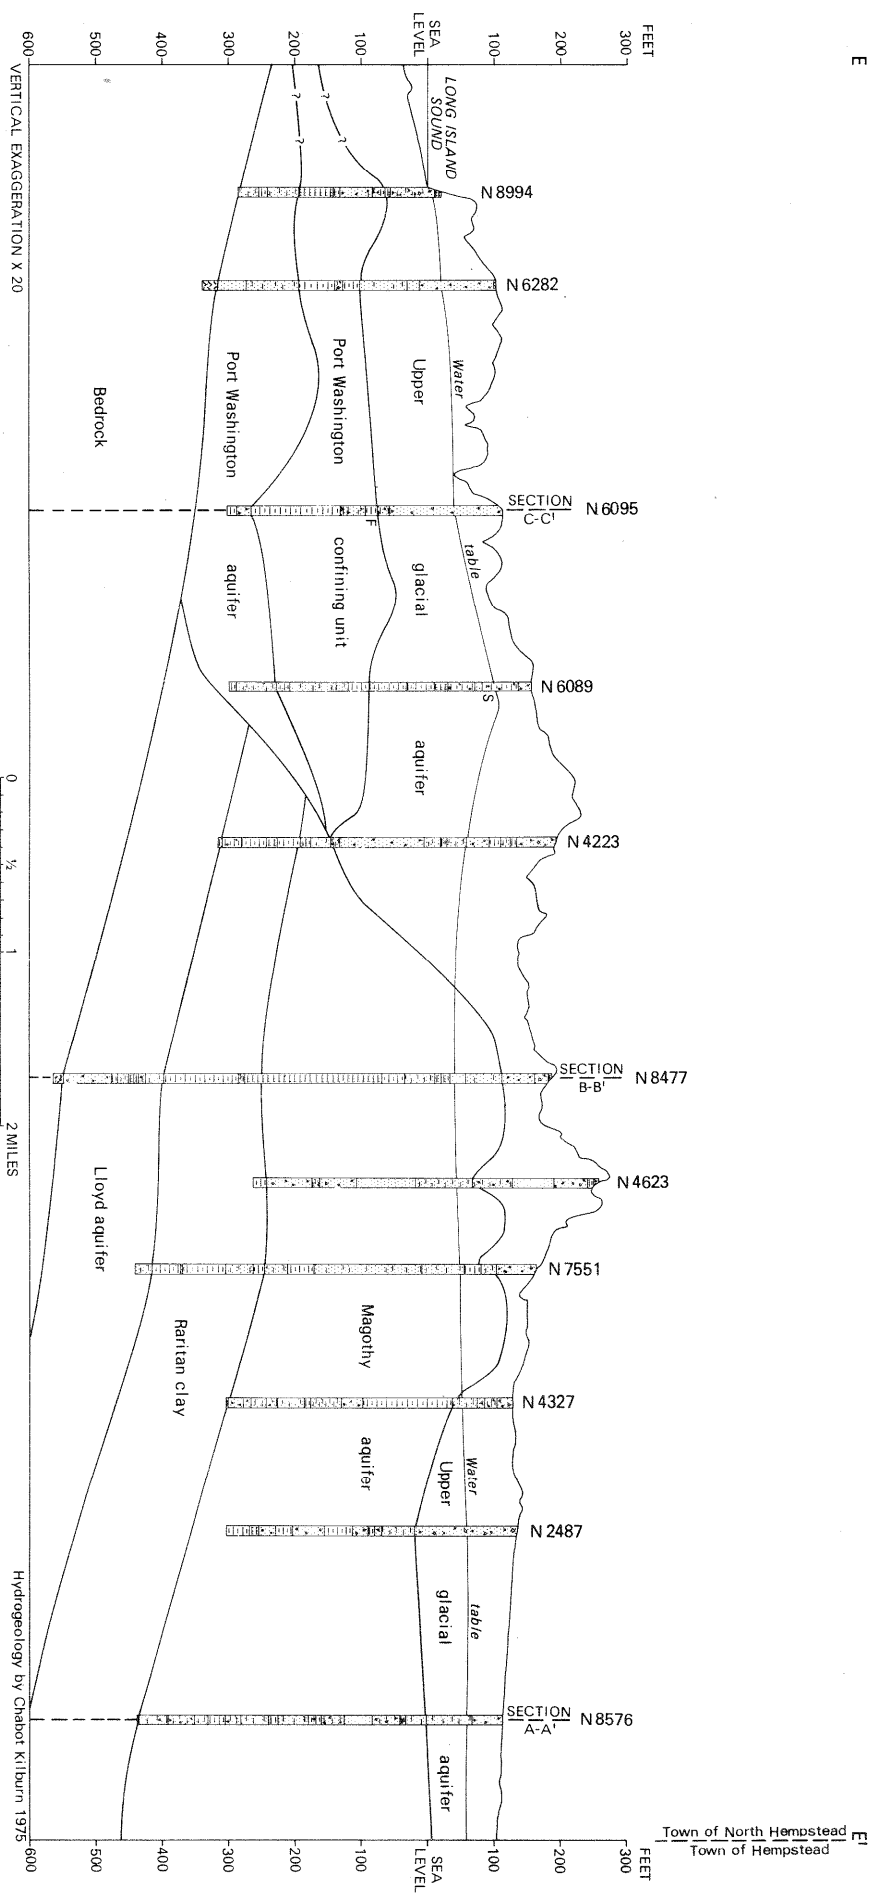 E
E'
Town of North Hempstead
Town of Hempstead
FEET
300
200
100
SEA
LEVEL
100
200
300
400
500
600
FEET
300
200
100
SEA
LEVEL
100
200
300
400
500
600
LONG ISLAND
SOUND
N 8994
N 6282
SECTION
C-C'
N 6095
N 6089
N 4223
SECTION
B-B'
N 8477
N 4623
N 7551
N 4327
N 2487
SECTION
A-A'
N 8576
Water table
S
F
Upper glacial aquifer
Water table
Upper glacial aquifer
? ?
? ?
Port Washington confining unit
Port Washington aquifer
Magothy aquifer
Raritan clay
Lloyd aquifer
Bedrock
VERTICAL EXAGGERATION X 20
0 ½ 1 2 MILES
Hydrogeology by Chabot Kilburn 1975